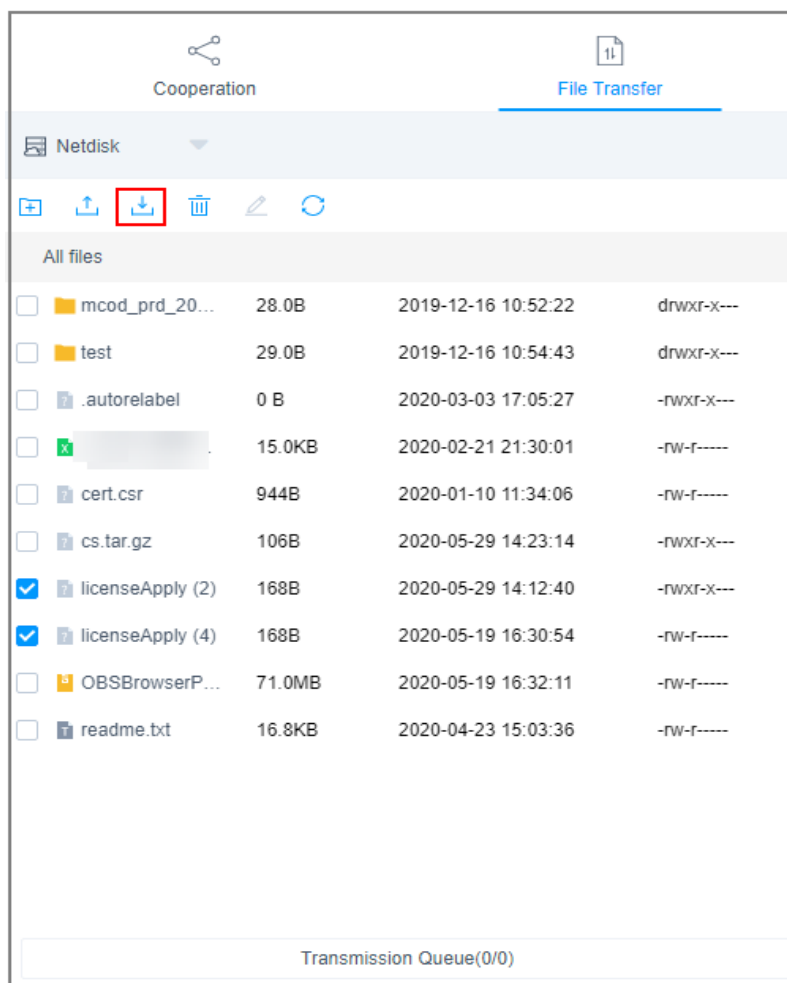 Cooperation File Transfer
Netdisk
All files
mcod_prd_20... 28.0B 2019-12-16 10:52:22 drwxr-x---
test 29.0B 2019-12-16 10:54:43 drwxr-x---
.autorelabel 0 B 2020-03-03 17:05:27 -rwxr-x---
15.0KB 2020-02-21 21:30:01 -rw-r-----
cert.csr 944B 2020-01-10 11:34:06 -rw-r-----
cs.tar.gz 106B 2020-05-29 14:23:14 -rwxr-x---
licenseApply (2) 168B 2020-05-29 14:12:40 -rwxr-x---
licenseApply (4) 168B 2020-05-19 16:30:54 -rw-r-----
OBSBrowserP... 71.0MB 2020-05-19 16:32:11 -rw-r-----
readme.txt 16.8KB 2020-04-23 15:03:36 -rw-r-----
Transmission Queue(0/0)